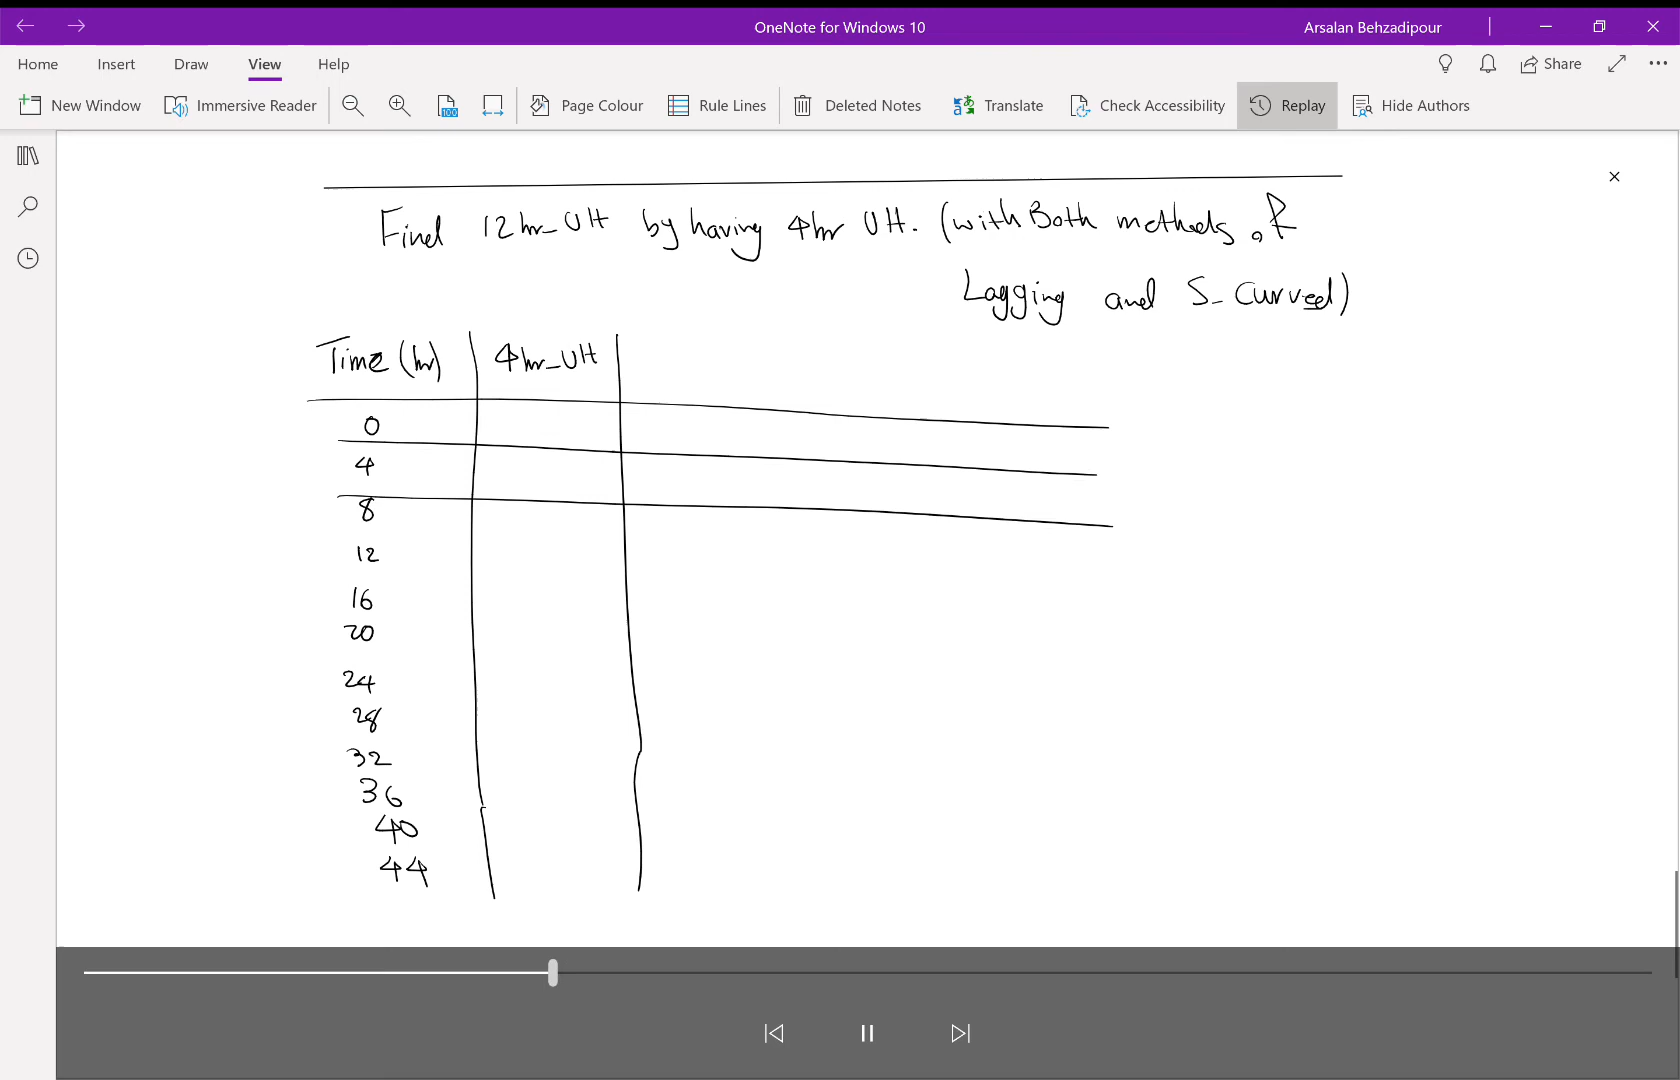 OneNote for Windows 10
Arsalan Behzadipour
Home Insert Draw View Help
Share
New Window Immersive Reader 100 Page Colour Rule Lines Deleted Notes Translate Check Accessibility Replay Hide Authors
Find 12hr_UH by having 4hr UH. (with Both methods of
Lagging and S_Curved)
Time (hr) 4hr_UH
0
4
8
12
16
20
24
28
32
36
40
44